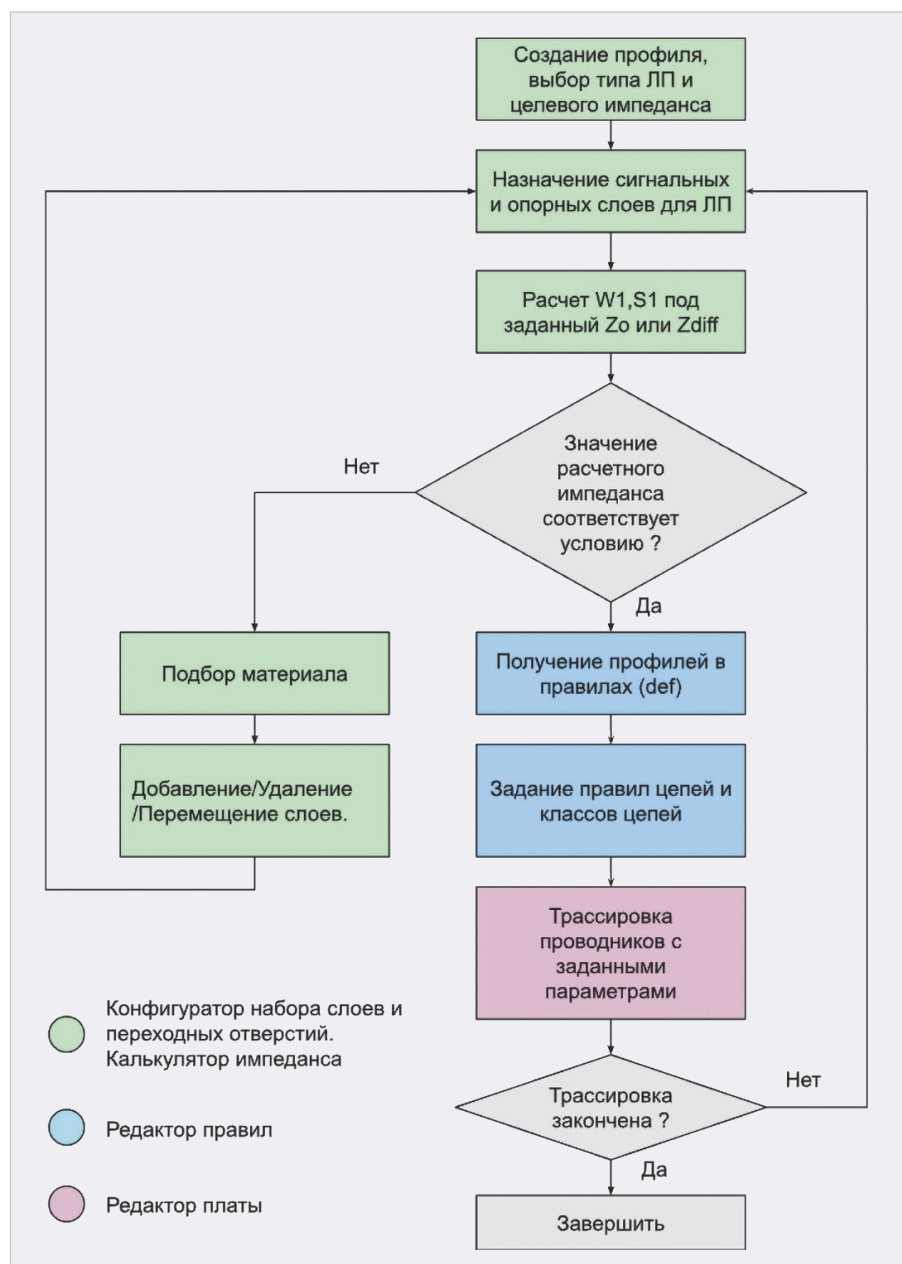 Создание профиля,
выбор типа ЛП и
целевого импеданса
Назначение сигнальных
и опорных слоев для ЛП
Расчет W1,S1 под
заданный Zo или Zdiff
Значение
расчетного
импеданса
соответствует
условию ?
Нет
Да
Подбор материала
Добавление/Удаление
/Перемещение слоев.
Получение профилей в
правилах (def)
Задание правил цепей и
классов цепей
Трассировка
проводников с
заданными
параметрами
Трассировка
закончена ?
Нет
Да
Завершить
Конфигуратор набора слоев и
переходных отверстий.
Калькулятор импеданса
Редактор правил
Редактор платы